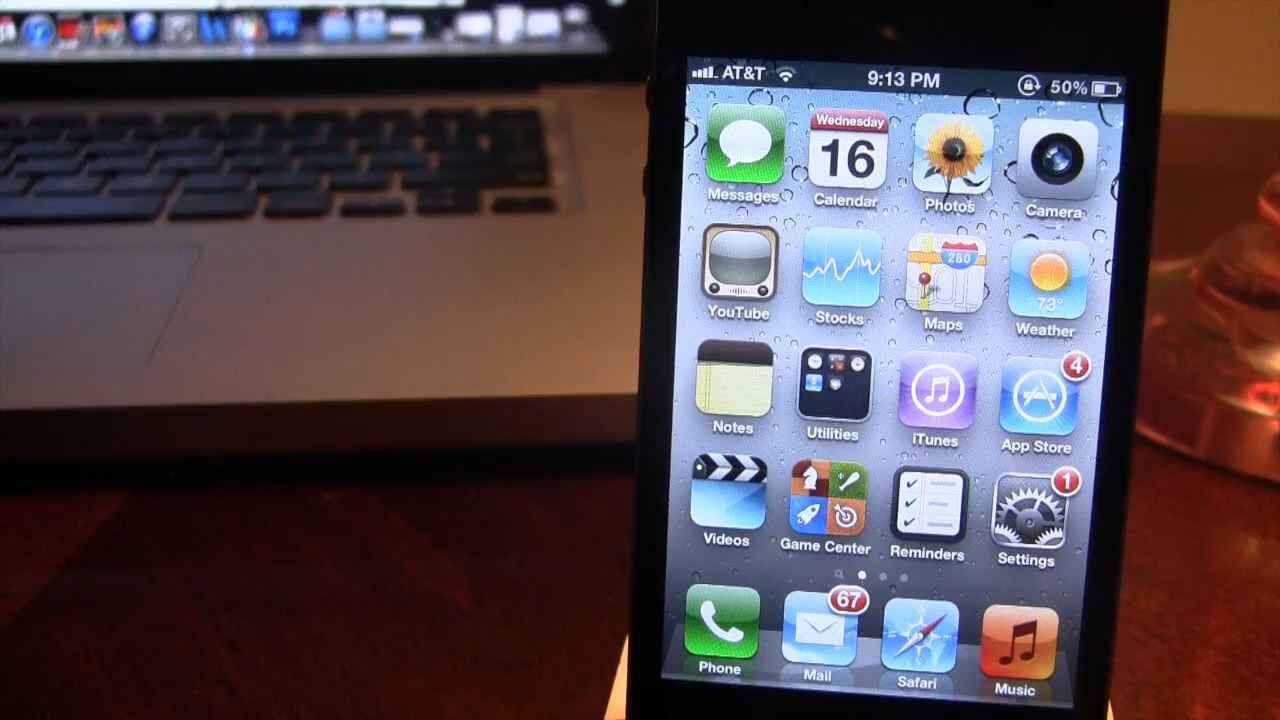 AT&T 9:13 PM 50%
Wednesday
16
Messages Calendar Photos Camera
280
73°
YouTube Stocks Maps Weather
4
Notes Utilities iTunes App Store
1
Videos Game Center Reminders Settings
67
Phone Mail Safari Music